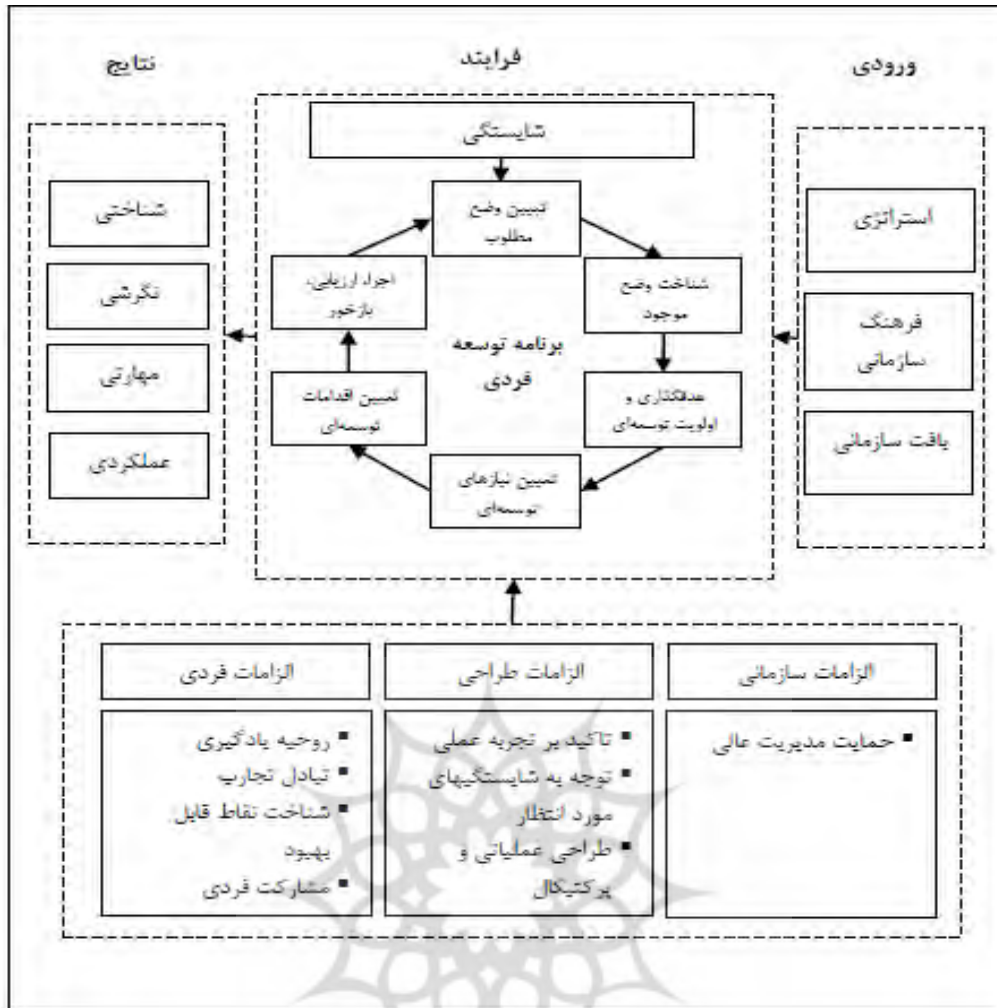 ورودی
فرایند
نتایج
استراتژی
فرهنگ
سازمانی
بافت سازمانی
شایستگی
تبیین وضع
مطلوب
شناخت وضع
موجود
هدفگذاری و
اولویت توسعه‌ای
تعیین نیازهای
توسعه‌ای
تعیین اقدامات
توسعه‌ای
اجرا، ارزیابی،
بازخور
برنامه توسعه
فردی
شناختی
نگرشی
مهارتی
عملکردی
الزامات سازمانی
▪ حمایت مدیریت عالی
الزامات طراحی
▪ تاکید بر تجربه عملی
▪ توجه به شایستگیهای
مورد انتظار
▪ طراحی عملیاتی و
پرکتیکال
الزامات فردی
▪ روحیه یادگیری
▪ تبادل تجارب
▪ شناخت نقاط قابل
بهبود
▪ مشارکت فردی